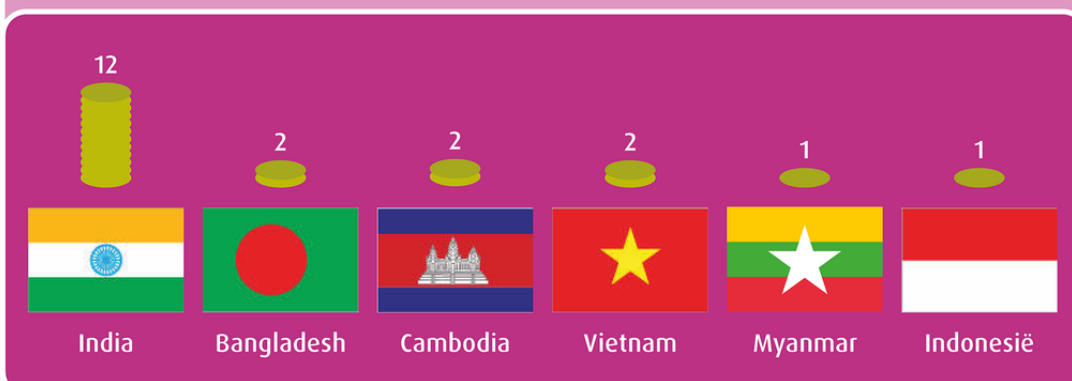 12
2
2
2
1
1
India
Bangladesh
Cambodia
Vietnam
Myanmar
Indonesië